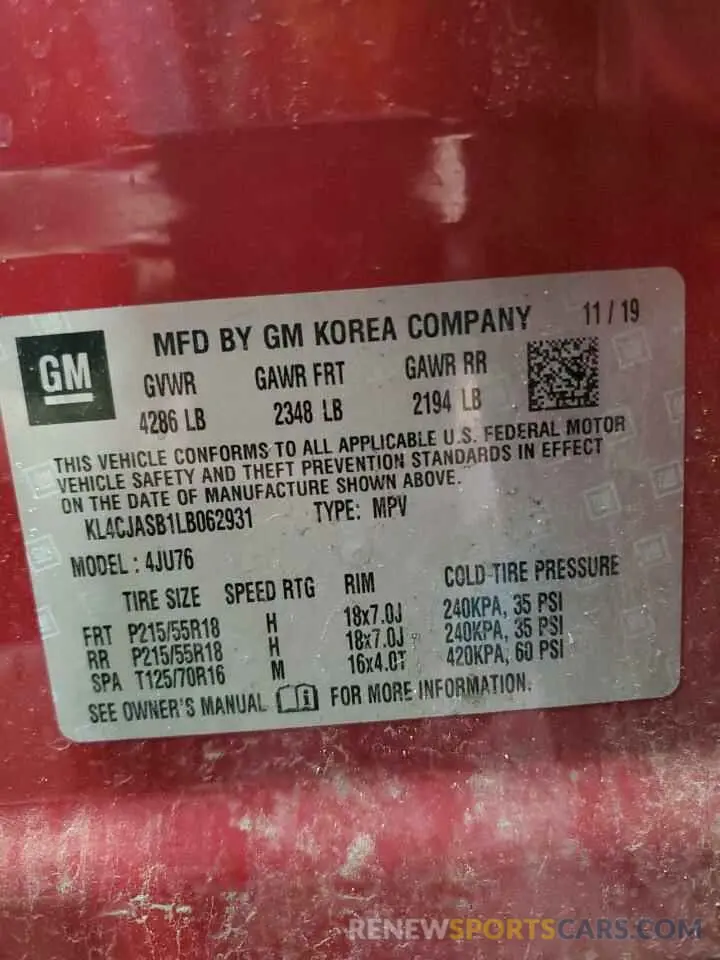 MFD BY GM KOREA COMPANY 11 / 19
GM
GVWR GAWR FRT GAWR RR
4286 LB 2348 LB 2194 LB
THIS VEHICLE CONFORMS TO ALL APPLICABLE U.S. FEDERAL MOTOR
VEHICLE SAFETY AND THEFT PREVENTION STANDARDS IN EFFECT
ON THE DATE OF MANUFACTURE SHOWN ABOVE.
KL4CJASB1LB062931 TYPE: MPV
MODEL : 4JU76
TIRE SIZE SPEED RTG RIM COLD-TIRE PRESSURE
FRT P215/55R18 H 18x7.0J 240KPA, 35 PSI
RR P215/55R18 H 18x7.0J 240KPA, 35 PSI
SPA T125/70R16 M 16x4.0T 420KPA, 60 PSI
SEE OWNER'S MANUAL FOR MORE INFORMATION.
RENEWSPORTSCARS.COM